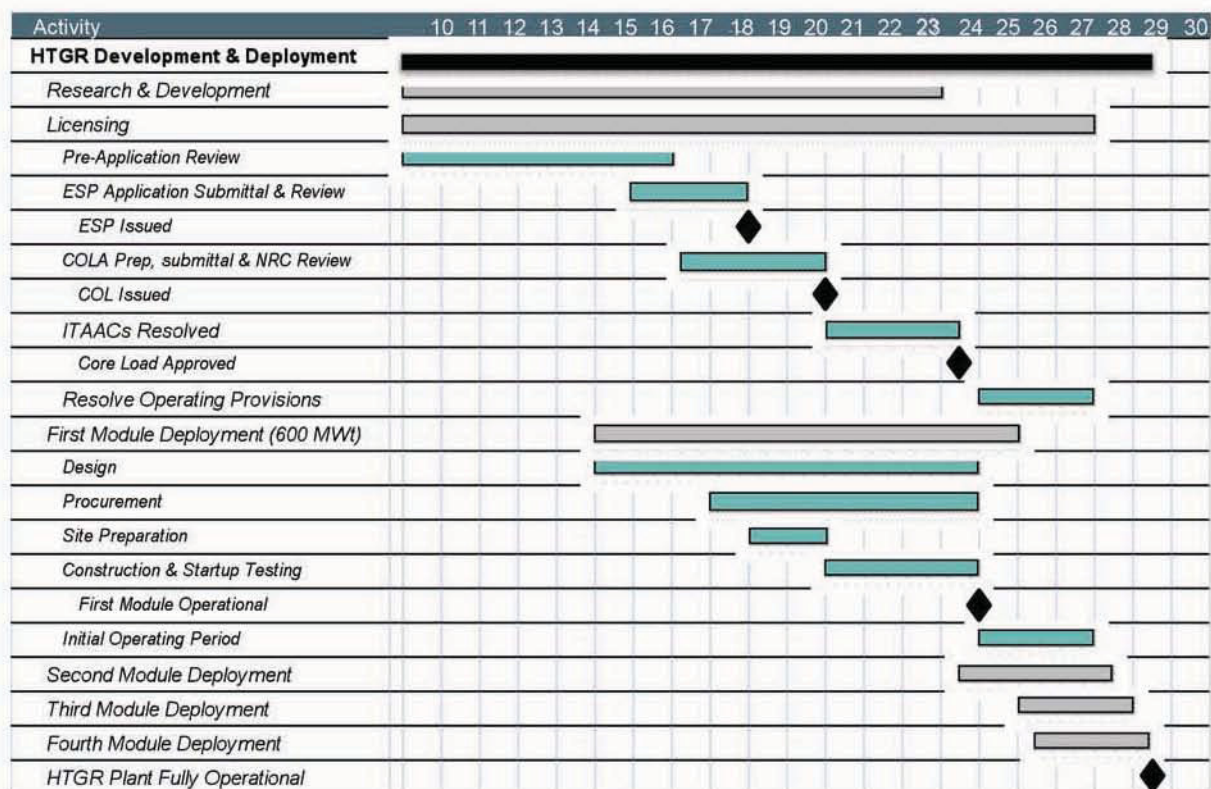 Activity 10 11 12 13 14 15 16 17 18 19 20 21 22 23 24 25 26 27 28 29 30
HTGR Development & Deployment
Research & Development
Licensing
Pre-Application Review
ESP Application Submittal & Review
ESP Issued
COLA Prep, submittal & NRC Review
COL Issued
ITAACs Resolved
Core Load Approved
Resolve Operating Provisions
First Module Deployment (600 MWt)
Design
Procurement
Site Preparation
Construction & Startup Testing
First Module Operational
Initial Operating Period
Second Module Deployment
Third Module Deployment
Fourth Module Deployment
HTGR Plant Fully Operational